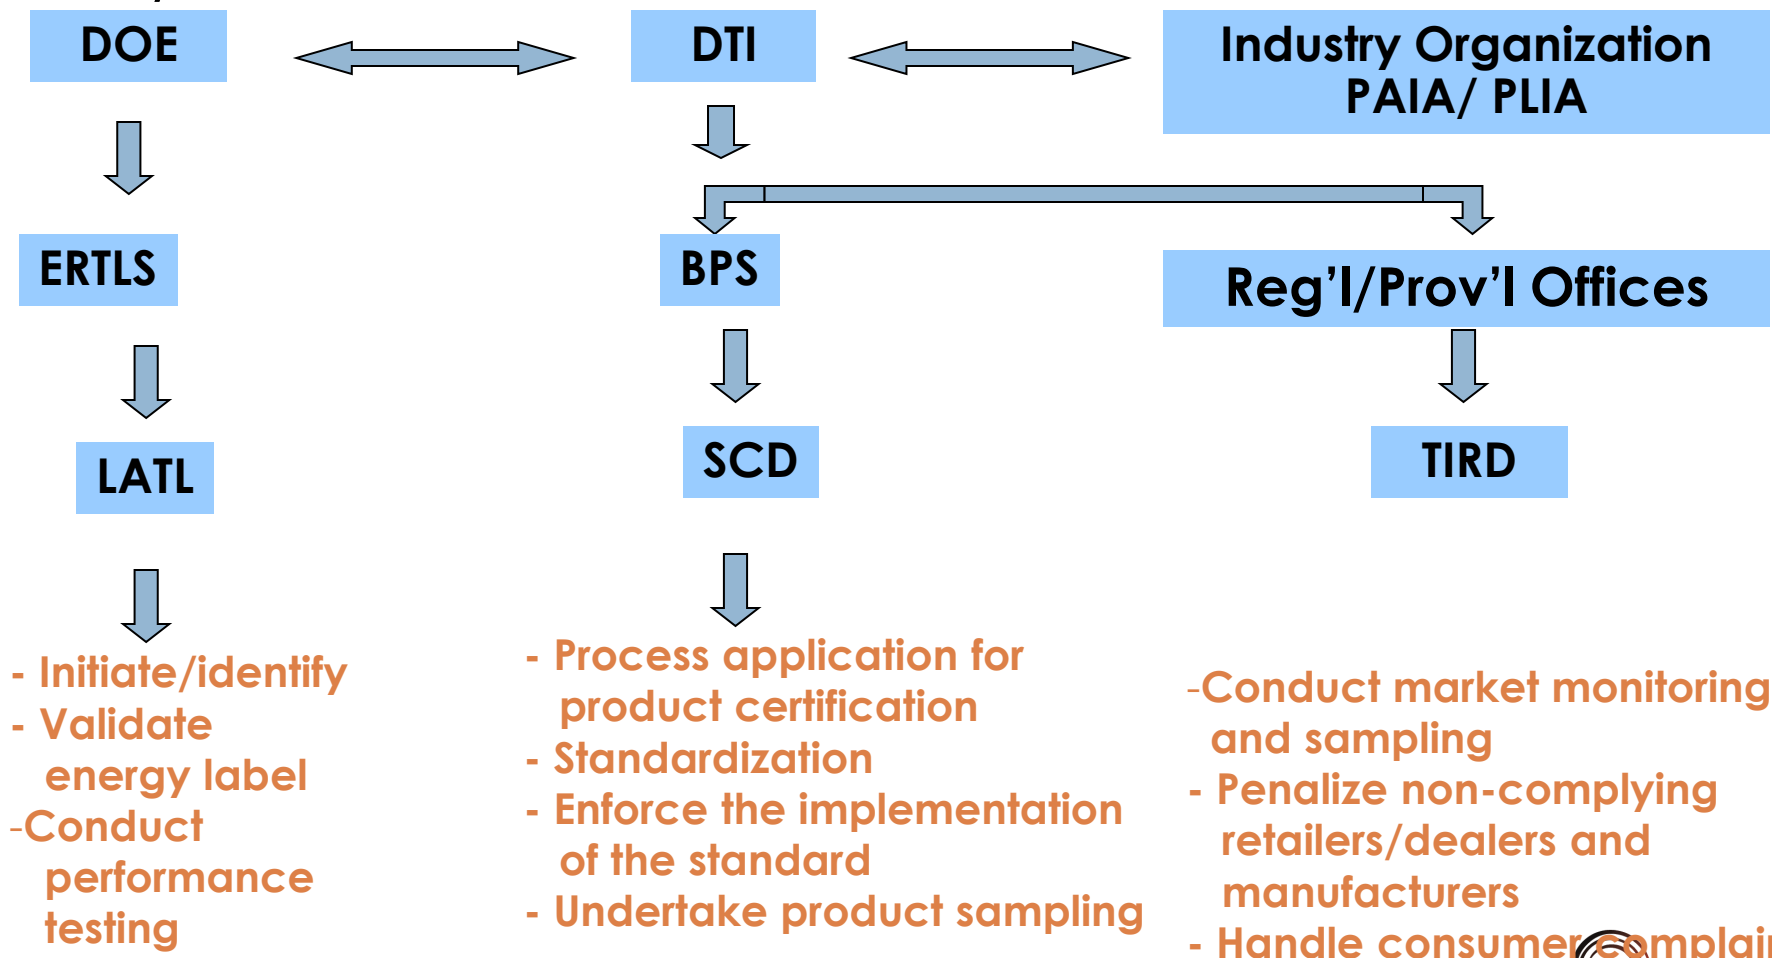 DOE
DTI
Industry Organization
PAIA/ PLIA
ERTLS
BPS
Reg'l/Prov'l Offices
LATL
SCD
TIRD
- Initiate/identify
- Validate
energy label
-Conduct
performance
testing
- Process application for
product certification
- Standardization
- Enforce the implementation
of the standard
- Undertake product sampling
-Conduct market monitoring
and sampling
- Penalize non-complying
retailers/dealers and
manufacturers
- Handle consumer